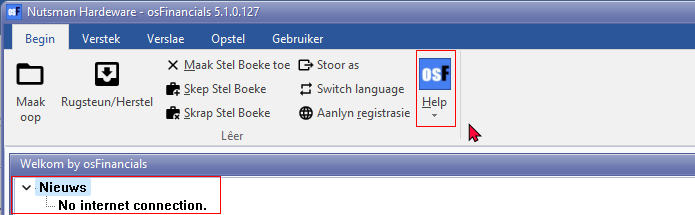 osF Nutsman Hardeware - osFinancials 5.1.0.127
Begin Verstek Verslae Opstel Gebruiker
Maak oop
Rugsteun/Herstel
Maak Stel Boeke toe
Skep Stel Boeke
Skrap Stel Boeke
Stoor as
Switch language
Aanlyn registrasie
osF
Help
Lêer
Welkom by osFinancials
Nieuws
No internet connection.